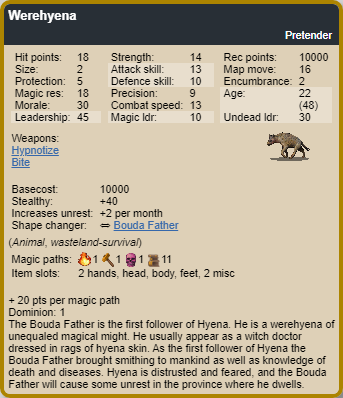 Werehyena
Pretender
Hit points: 18 Strength: 14 Rec points: 10000
Size: 2 Attack skill: 13 Map move: 16
Protection: 5 Defence skill: 10 Encumbrance: 2
Magic res: 18 Precision: 9 Age: 22
Morale: 30 Combat speed: 13 (48)
Leadership: 45 Magic ldr: 10 Undead ldr: 30
Weapons:
Hypnotize
Bite
Basecost: 10000
Stealthy: +40
Increases unrest: +2 per month
Shape changer: ⇔ Bouda Father
(Animal, wasteland-survival)
Magic paths: 1 1 1 11
Item slots: 2 hands, head, body, feet, 2 misc
+ 20 pts per magic path
Dominion: 1
The Bouda Father is the first follower of Hyena. He is a werehyena of
unequaled magical might. He usually appear as a witch doctor
dressed in rags of hyena skin. As the first follower of Hyena the
Bouda Father brought smithing to mankind as well as knowledge of
death and diseases. Hyena is distrusted and feared, and the Bouda
Father will cause some unrest in the province where he dwells.